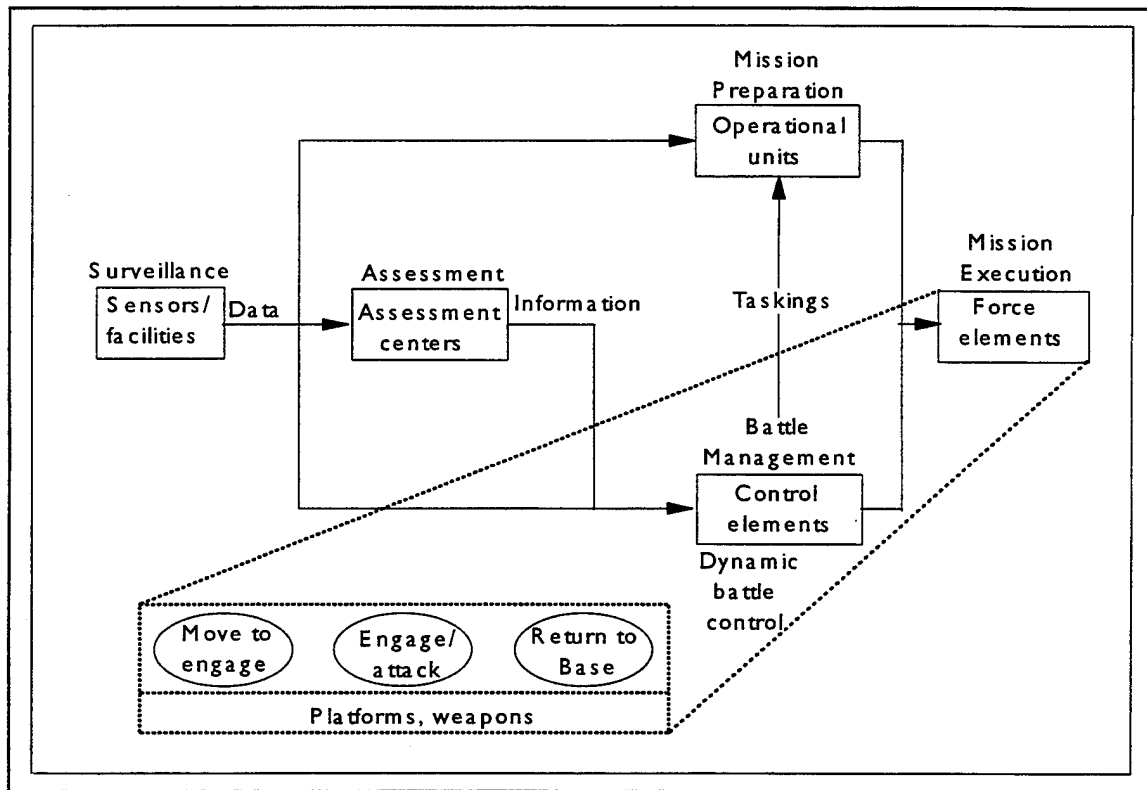 Mission
Preparation
Operational
units
Mission
Execution
Force
elements
Surveillance
Sensors/
facilities
Data
Assessment
Assessment
centers
Information
Taskings
Battle
Management
Control
elements
Dynamic
battle
control
Move to
engage
Engage/
attack
Return to
Base
Platforms, weapons